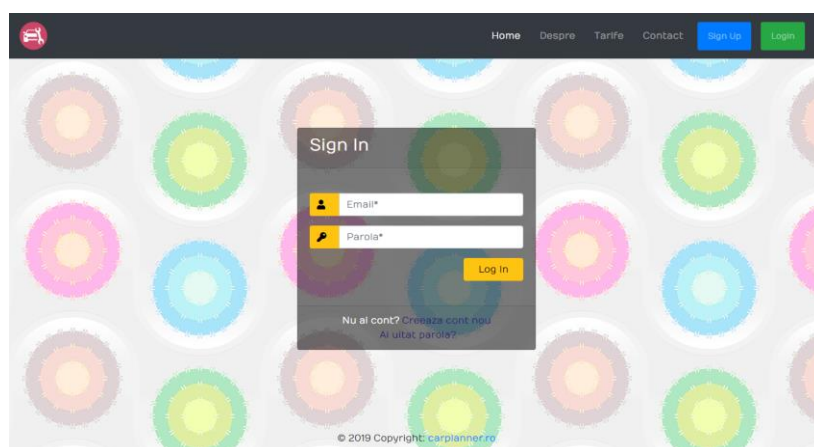 Home Despre Tarife Contact Sign Up Login
Sign In
Email*
Parola*
Log In
Nu ai cont? Creeaza cont nou
Ai uitat parola?
© 2019 Copyright: carplanner.ro